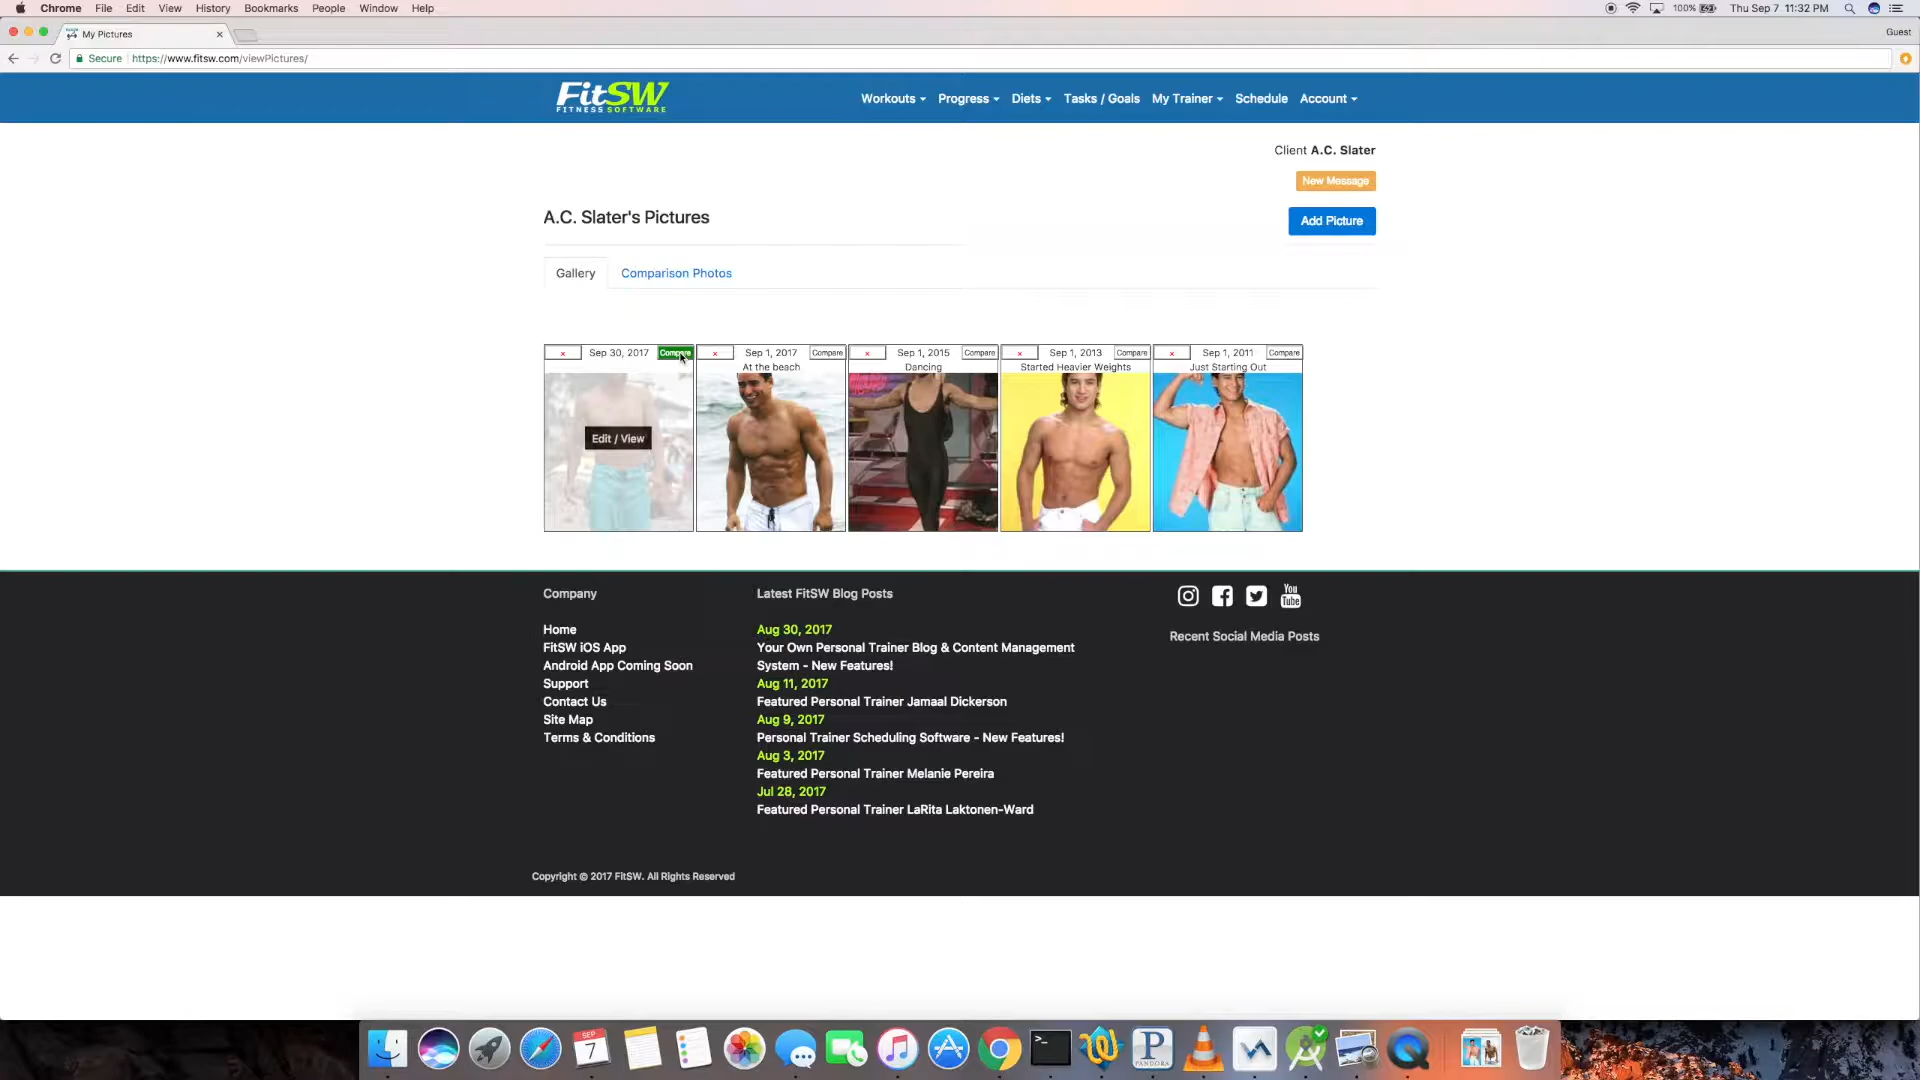 Chrome File Edit View History Bookmarks People Window Help 100% Thu Sep 7 11:32 PM
My Pictures × Guest
Secure https://www.fitsw.com/viewPictures/
FitSW Workouts Progress Diets Tasks / Goals My Trainer Schedule Account
FITNESS SOFTWARE
Client A.C. Slater
New Message
A.C. Slater's Pictures Add Picture
Gallery Comparison Photos
× Sep 30, 2017 Compare × Sep 1, 2017 Compare × Sep 1, 2015 Compare × Sep 1, 2013 Compare × Sep 1, 2011 Compare
At the beach Dancing Started Heavier Weights Just Starting Out
Edit / View
Company Latest FitSW Blog Posts You Tube
Home Aug 30, 2017 Recent Social Media Posts
FitSW iOS App Your Own Personal Trainer Blog & Content Management
Android App Coming Soon System - New Features!
Support Aug 11, 2017
Contact Us Featured Personal Trainer Jamaal Dickerson
Site Map Aug 9, 2017
Terms & Conditions Personal Trainer Scheduling Software - New Features!
Aug 3, 2017
Featured Personal Trainer Melanie Pereira
Jul 28, 2017
Featured Personal Trainer LaRita Laktonen-Ward
Copyright © 2017 FitSW. All Rights Reserved
SEP
7
>_
P
PANDORA